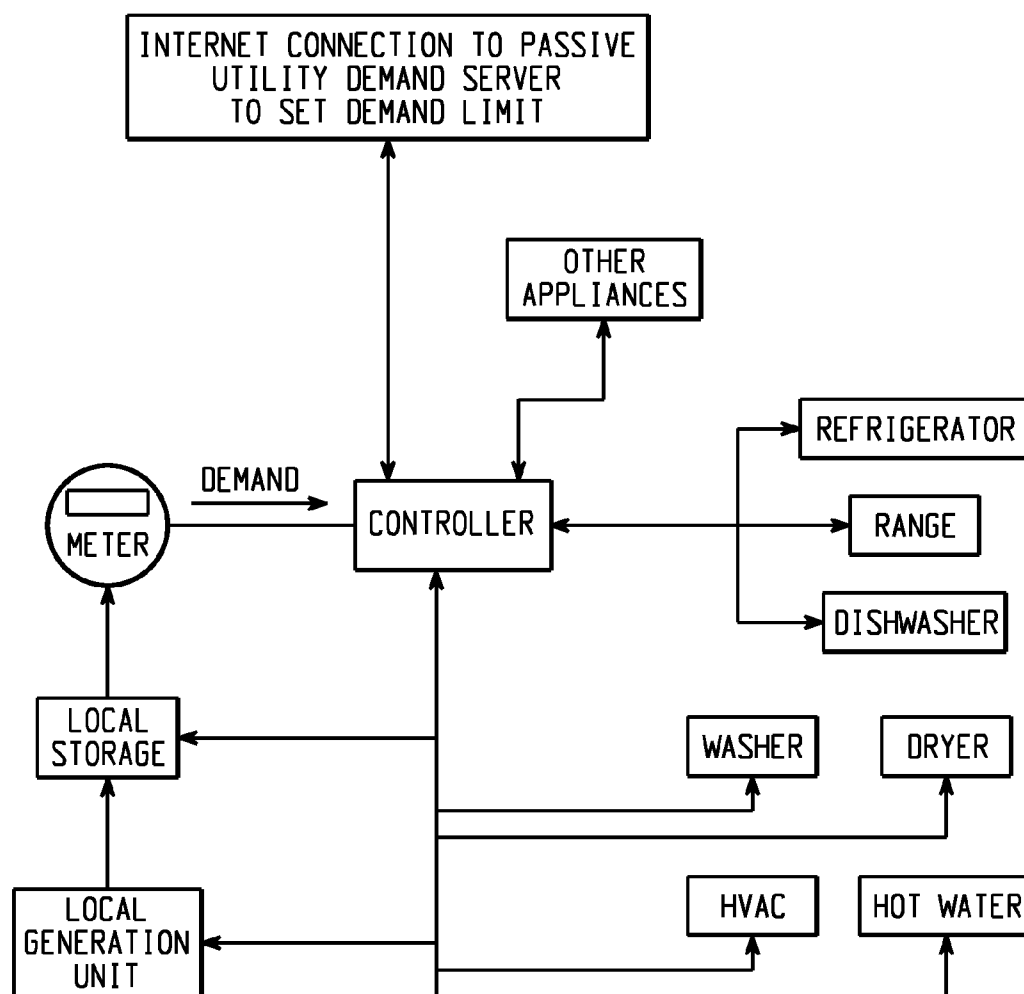 INTERNET CONNECTION TO PASSIVE
UTILITY DEMAND SERVER
TO SET DEMAND LIMIT
OTHER
APPLIANCES
REFRIGERATOR
DEMAND
METER
CONTROLLER
RANGE
DISHWASHER
LOCAL
STORAGE
WASHER
DRYER
LOCAL
GENERATION
UNIT
HVAC
HOT WATER